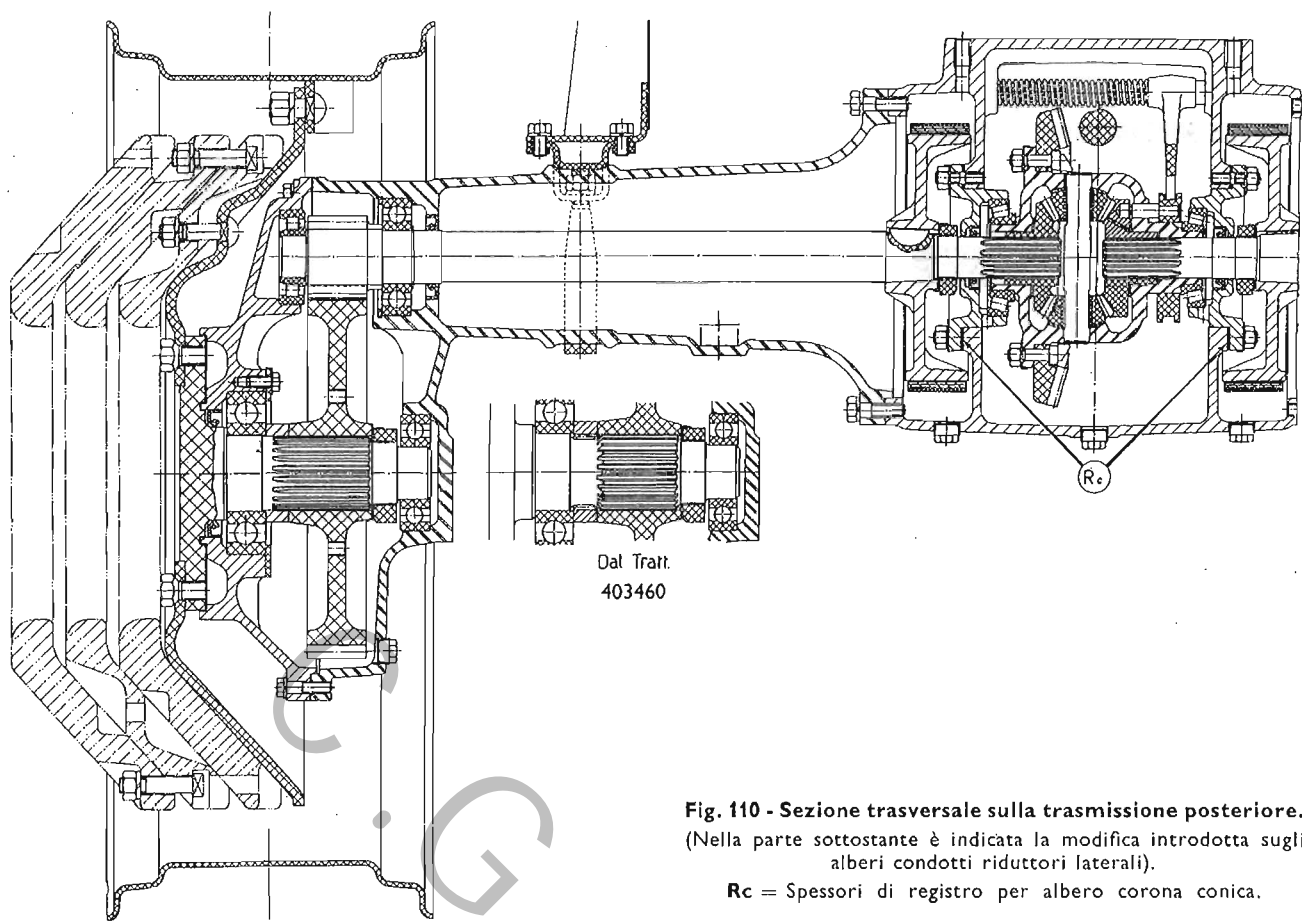 Rc
Dal Tratt.
403460
Fig. 110 - Sezione trasversale sulla trasmissione posteriore.
(Nella parte sottostante è indicata la modifica introdotta sugli
alberi condotti riduttori laterali).
Rc = Spessori di registro per albero corona conica.
C.G